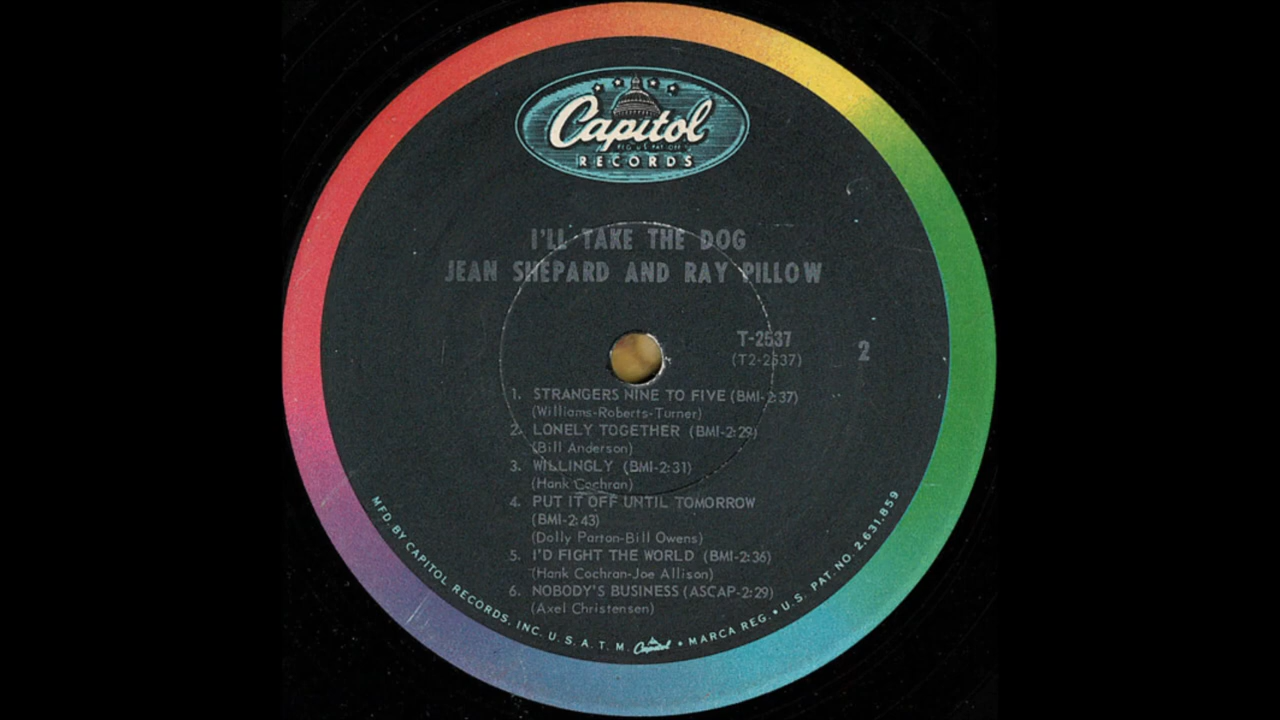 Capitol
REG. U.S. PAT. OFF.
RECORDS
I'LL TAKE THE DOG
JEAN SHEPARD AND RAY PILLOW
T-2537
(T2-2537)
2
1. STRANGERS NINE TO FIVE (BMI-2:37)
(Williams-Roberts-Turner)
2. LONELY TOGETHER (BMI-2:29)
(Bill Anderson)
3. WILLINGLY (BMI-2:31)
(Hank Cochran)
4. PUT IT OFF UNTIL TOMORROW
(BMI-2:43)
(Dolly Parton-Bill Owens)
5. I'D FIGHT THE WORLD (BMI-2:36)
(Hank Cochran-Joe Allison)
6. NOBODY'S BUSINESS (ASCAP-2:29)
(Axel Christensen)
MFD. BY CAPITOL RECORDS, INC. U. S. A. T. M. Capitol • MARCA REG. • U.S. PAT. NO. 2,631,859